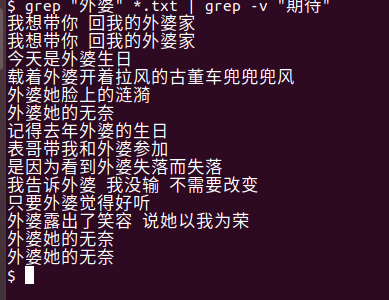 $ grep "外婆" *.txt | grep -v "期待"
我想带你 回我的外婆家
我想带你 回我的外婆家
今天是外婆生日
载着外婆开着拉风的古董车兜兜兜风
外婆她脸上的涟漪
外婆她的无奈
记得去年外婆的生日
表哥带我和外婆参加
是因为看到外婆失落而失落
我告诉外婆 我没输 不需要改变
只要外婆觉得好听
外婆露出了笑容 说她以我为荣
外婆她的无奈
外婆她的无奈
$